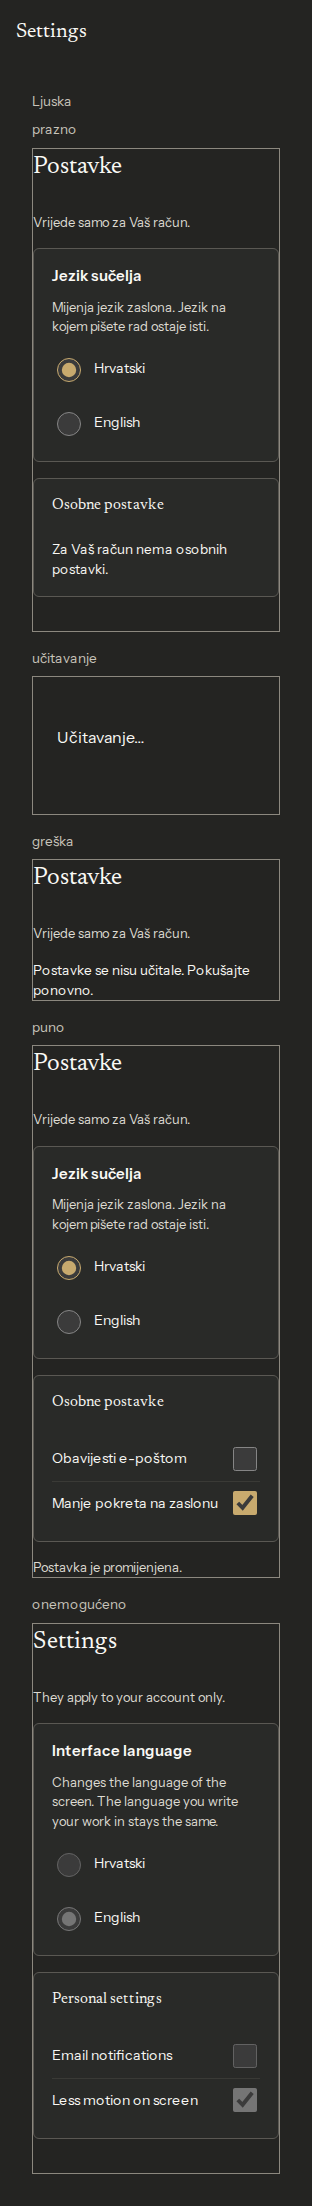 Settings
Ljuska
prazno
Postavke
Vrijede samo za Vaš račun.
Jezik sučelja
Mijenja jezik zaslona. Jezik na
kojem pišete rad ostaje isti.
Hrvatski
English
Osobne postavke
Za Vaš račun nema osobnih
postavki.
učitavanje
Učitavanje…
greška
Postavke
Vrijede samo za Vaš račun.
Postavke se nisu učitale. Pokušajte
ponovno.
puno
Postavke
Vrijede samo za Vaš račun.
Jezik sučelja
Mijenja jezik zaslona. Jezik na
kojem pišete rad ostaje isti.
Hrvatski
English
Osobne postavke
Obavijesti e-poštom
Manje pokreta na zaslonu
Postavka je promijenjena.
onemogućeno
Settings
They apply to your account only.
Interface language
Changes the language of the
screen. The language you write
your work in stays the same.
Hrvatski
English
Personal settings
Email notifications
Less motion on screen